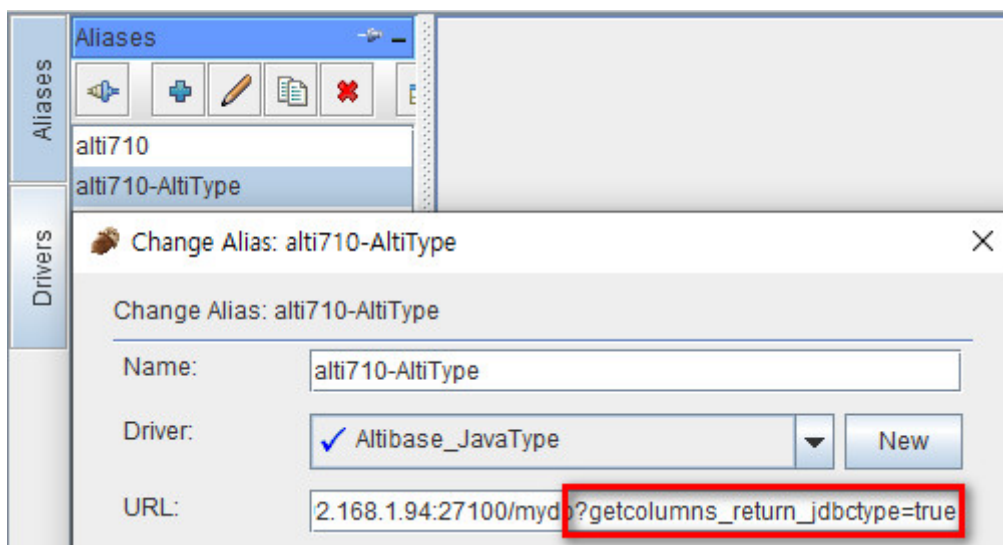 Aliases
Aliases
alti710
alti710-AltiType
Drivers
Change Alias: alti710-AltiType
Change Alias: alti710-AltiType
Name:
alti710-AltiType
Driver:
Altibase_JavaType
New
URL:
2.168.1.94:27100/mydb?getcolumns_return_jdbctype=true